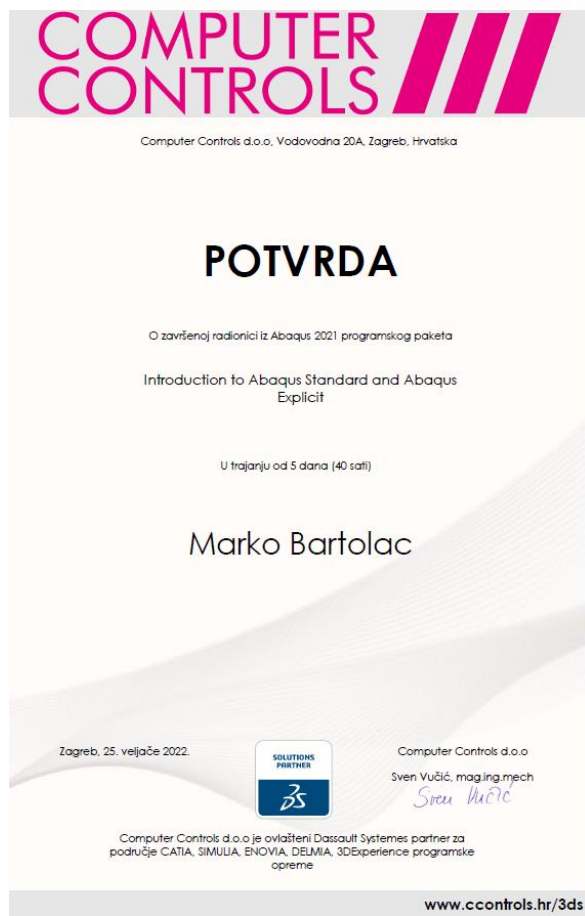 COMPUTER
CONTROLS
Computer Controls d.o.o, Vodovodna 20A, Zagreb, Hrvatska
POTVRDA
O završenoj radionici iz Abaqus 2021 programskog paketa
Introduction to Abaqus Standard and Abaqus
Explicit
U trajanju od 5 dana (40 sati)
Marko Bartolac
Zagreb, 25. veljače 2022.
SOLUTIONS
PARTNER
3DS
Computer Controls d.o.o
Sven Vučić, mag.ing.mech
Sven Vučić
Computer Controls d.o.o je ovlašteni Dassault Systemes partner za
područje CATIA, SIMULIA, ENOVIA, DELMIA, 3DExperience programske
opreme
www.ccontrols.hr/3ds